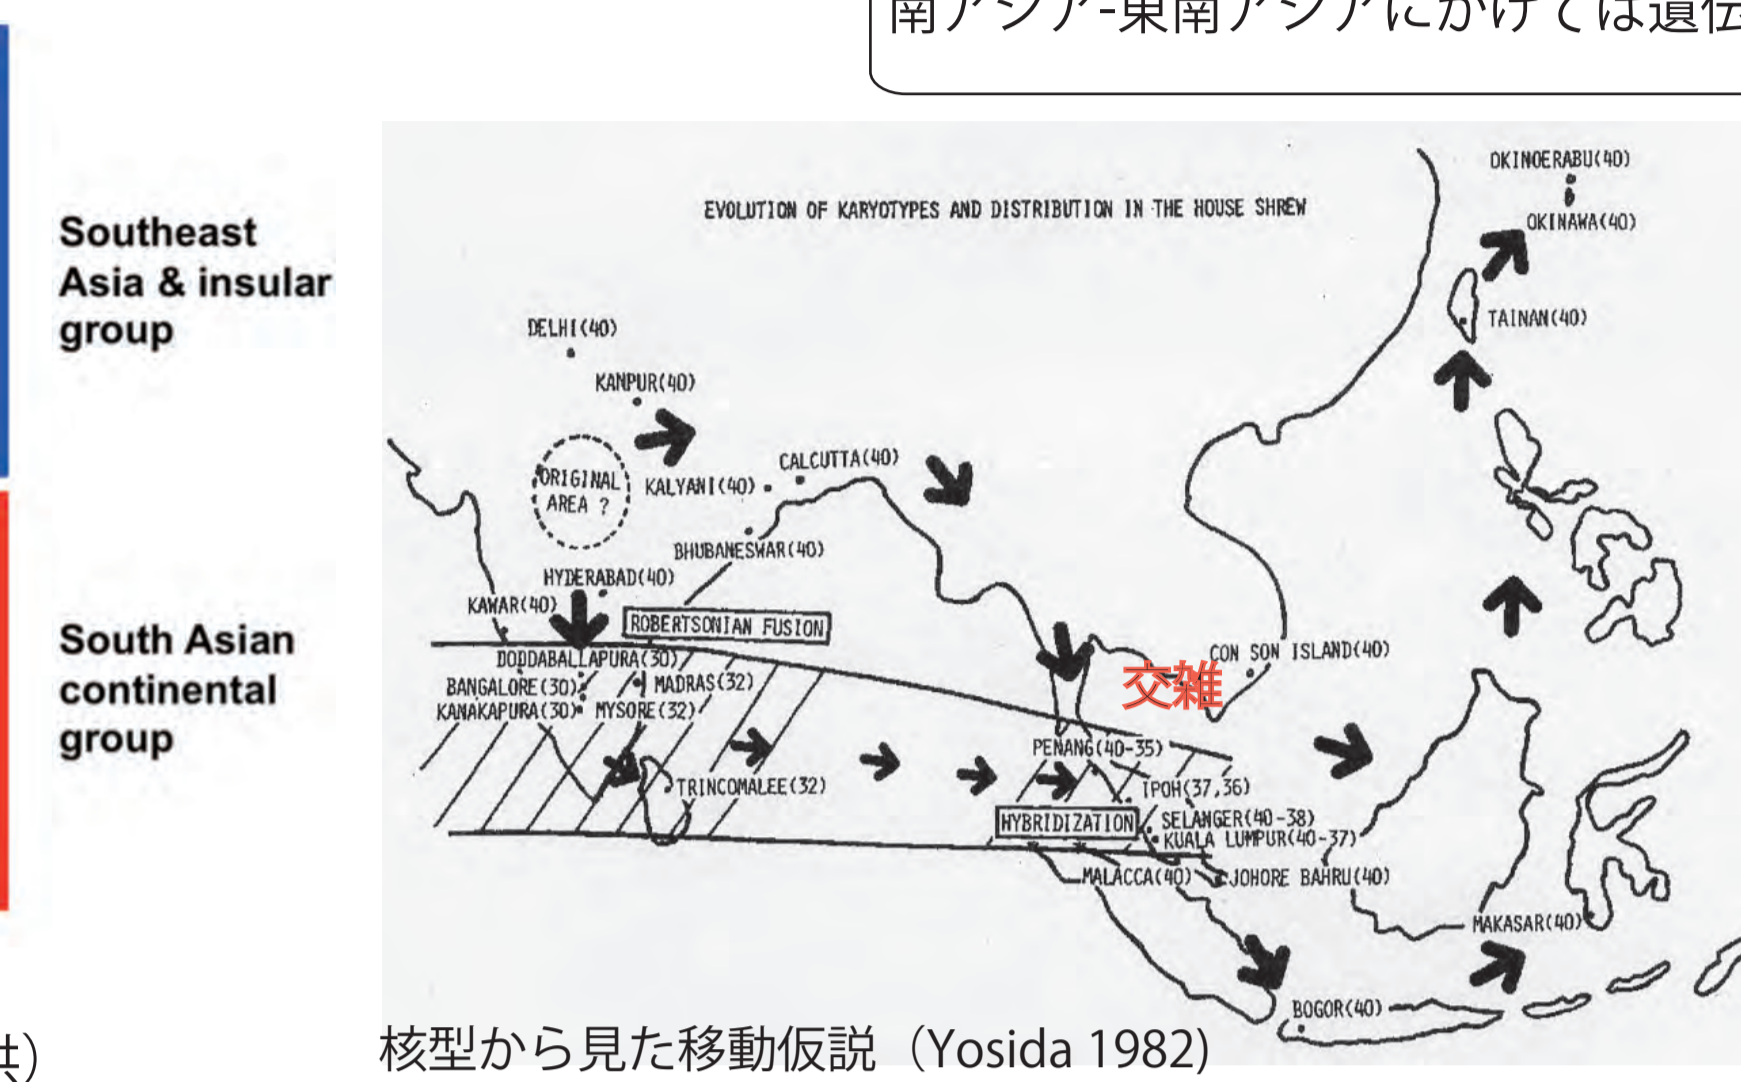 南アジア-東南アジアにかけては遺伝
Southeast
Asia & insular
group
South Asian
continental
group
EVOLUTION OF KARYOTYPES AND DISTRIBUTION IN THE HOUSE SHREW
OKINOERABU(40)
OKINAWA(40)
TAINAN(40)
DELHI(40)
KANPUR(40)
ORIGINAL
AREA ?
CALCUTTA(40)
KALYANI(40)
BHUBANESWAR(40)
HYDERABAD(40)
KAWAR(40)
ROBERTSONIAN FUSION
DODDABALLAPURA(30)
BANGALORE(30)
MADRAS(32)
KANAKAPURA(30)
MYSORE(32)
TRINCOMALEE(32)
交雑
CON SON ISLAND(40)
PENANG(40-35)
IPOH(37,36)
HYBRIDIZATION
SELANGER(40-38)
KUALA LUMPUR(40-37)
MALACCA(40)
JOHORE BAHRU(40)
MAKASAR(40)
BOGOR(40)
供）
核型から見た移動仮説（Yosida 1982)